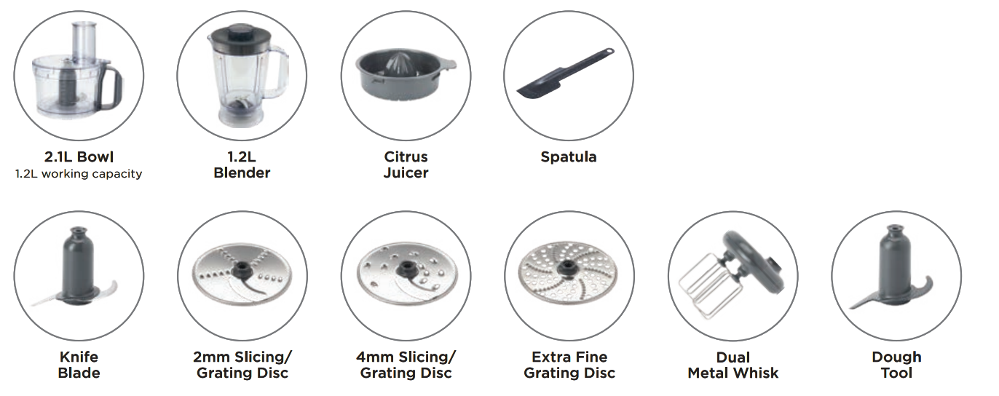 2.1L Bowl
1.2L working capacity
1.2L
Blender
Citrus
Juicer
Spatula
Knife
Blade
2mm Slicing/
Grating Disc
4mm Slicing/
Grating Disc
Extra Fine
Grating Disc
Dual
Metal Whisk
Dough
Tool